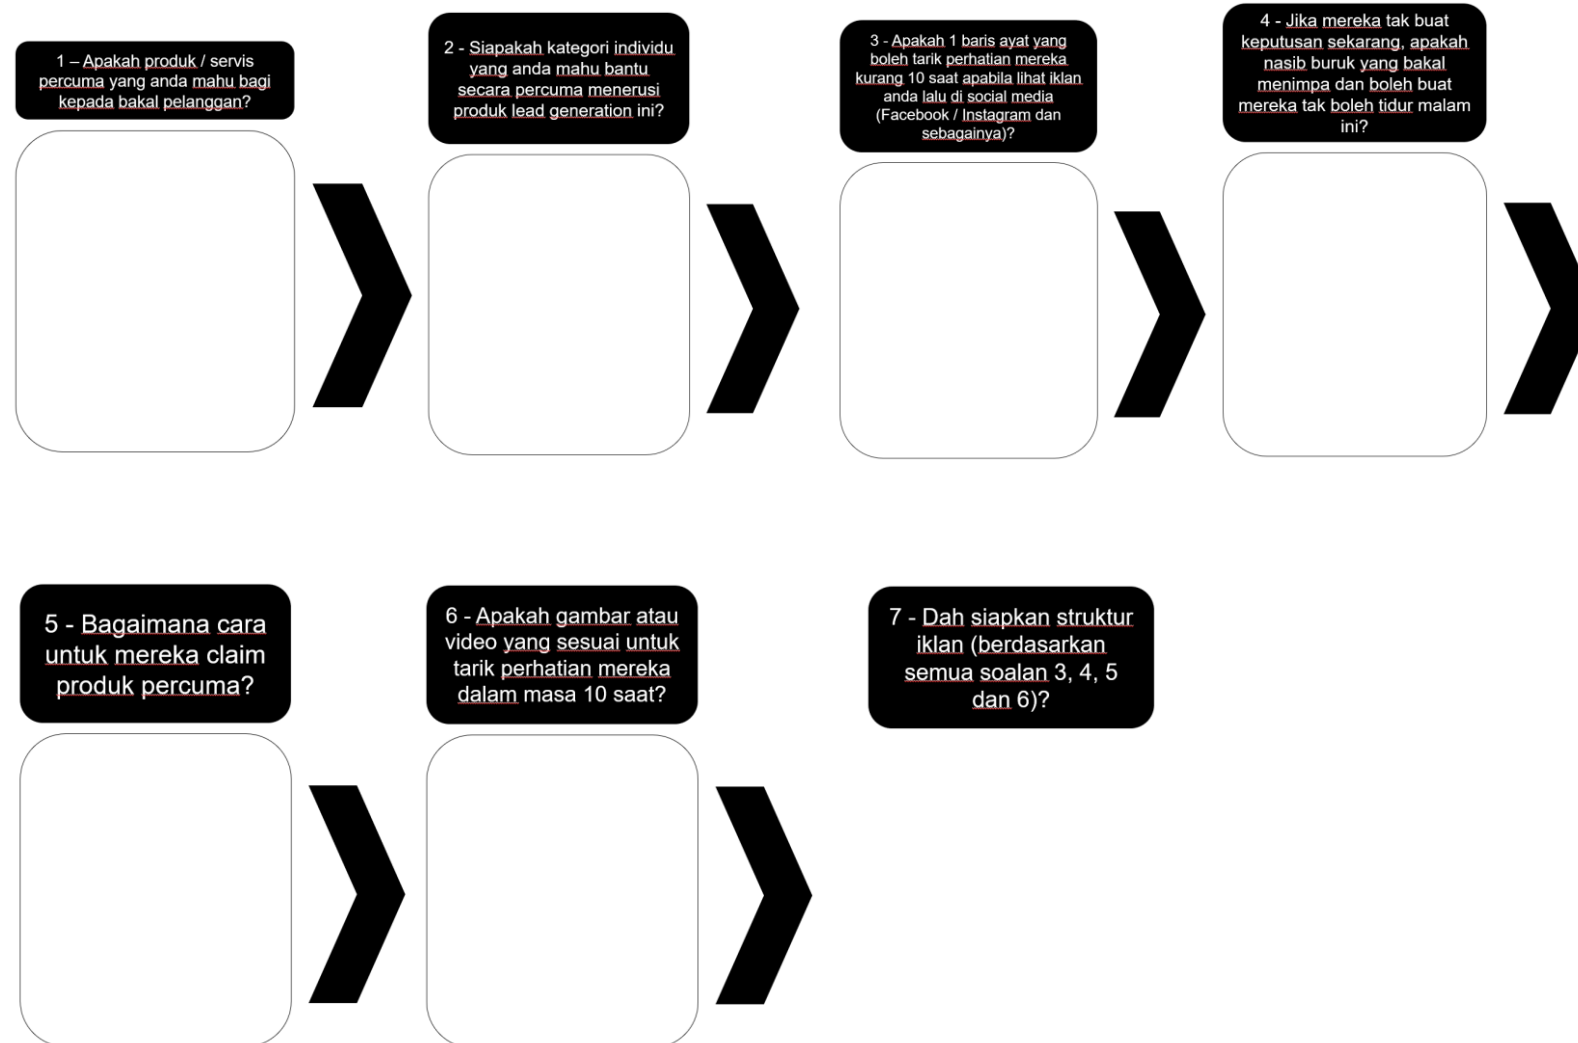 1 – Apakah produk / servis
percuma yang anda mahu bagi
kepada bakal pelanggan?
2 - Siapakah kategori individu
yang anda mahu bantu
secara percuma menerusi
produk lead generation ini?
3 - Apakah 1 baris ayat yang
boleh tarik perhatian mereka
kurang 10 saat apabila lihat iklan
anda lalu di social media
(Facebook / Instagram dan
sebagainya)?
4 - Jika mereka tak buat
keputusan sekarang, apakah
nasib buruk yang bakal
menimpa dan boleh buat
mereka tak boleh tidur malam
ini?
5 - Bagaimana cara
untuk mereka claim
produk percuma?
6 - Apakah gambar atau
video yang sesuai untuk
tarik perhatian mereka
dalam masa 10 saat?
7 - Dah siapkan struktur
iklan (berdasarkan
semua soalan 3, 4, 5
dan 6)?